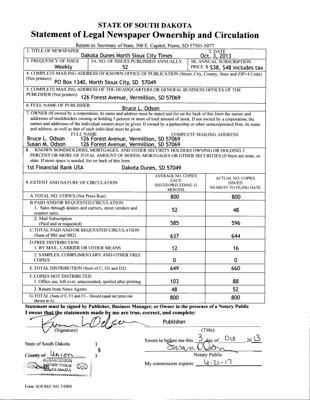 STATE OF SOUTH DAKOTA
Statement of Legal Newspaper Ownership and Circulation
Return to: Secretary of State, 500 E. Capitol, Pierre, SD 57501-5077
1. TITLE OF NEWSPAPER
Dakota Dunes North Sioux City Times
2. DATE
Oct. 3, 2013
3. FREQUENCY OF ISSUE
Weekly
3A. NO. OF ISSUES PUBLISHED ANNUALLY
52
3B. ANNUAL SUBSCRIPTION
PRICE $ $38, $48 includes tax
4. COMPLETE MAILING ADDRESS OF KNOWN OFFICE OF PUBLICATION (Street, City, County, State and ZIP+4 Code)
(Not printers)
PO Box 1340, North Sioux City, SD 57049
5. COMPLETE MAILING ADDRESS OF THE HEADQUARTERS OR GENERAL BUSINESS OFFICES OF THE
PUBLISHER (Not printer)
126 Forest Avenue, Vermillion, SD 57069
6. FULL NAME OF PUBLISHER:
Bruce L. Odson
7. OWNER (If owned by a corporation, its name and address must be stated and list on the back of this form the names and
addresses of stockholders owning or holding 1 percent or more of total amount of stock. If not owned by a corporation, the
names and addresses of the individual owners must be given. If owned by a partnership or other unincorporated firm, its name
and address, as well as that of each individual must be given.
FULL NAME COMPLETE MAILING ADDRESS
Bruce L. Odson 126 Forest Avenue, Vermillion, SD 57069
Susan M. Odson 126 Forest Avenue, Vermillion, SD 57069
8. KNOWN BONDHOLDERS, MORTGAGES, AND OTHER SECURITY HOLDERS OWNING OR HOLDING 1
PERCENT OR MORE OF TOTAL AMOUNT OF BONDS, MORTGAGES OR OTHER SECURITIES (If there are none, so
state. If more space is needed, list on back of this form.
1st Financial Bank USA Dakota Dunes, SD 57049
9. EXTENT AND NATURE OF CIRCULATION
AVERAGE NO. COPIES
EACH
ISSUED PRECEDING 12
MONTHS
ACTUAL NO. COPIES
ISSUED
NEAREST TO FILING DATE
A.TOTAL NO. COPIES (Net Press Run) 800 800
B.PAID AND/OR REQUESTED CIRCULATION
1. Sales through dealers and carriers, street vendors and
counter sales. 52 48
2. Mail Subscription
(Paid and/or requested) 585 596
C.TOTAL PAID AND/OR REQUESTED CIRCULATION
(Sum of 9B1 and 9B2) 637 644
D.FREE DISTRIBUTION
1. BY MAIL, CARRIER OR OTHER MEANS 12 16
2. SAMPLES, COMPLIMENTARY AND OTHER FREE
COPIES 0 0
E. TOTAL DISTRIBUTION (Sum of C, D1 and D2) 649 660
F. COPIES NOT DISTRIBUTED
1. Office use, left over, unaccounted, spoiled after printing 103 88
2. Return from News Agents 48 52
G. TOTAL (Sum of E, F1 and F2 - Should equal net press run
shown in A) 800 800
Statement must be signed by Publisher, Business Manager, or Owner in the presence of a Notary Public
I swear that the statements made by me are true, correct, and complete:
Publisher
(Signature) (Title)
State of South Dakota )
§
County of Union )
Sworn to before me this 3 day of Oct, 2013
Susan Odson
Notary Public
SUSAN ODSON
NOTARY PUBLIC
SOUTH DAKOTA
My commission expires: 6-21-17
Form: SOS REC 051 7/2000